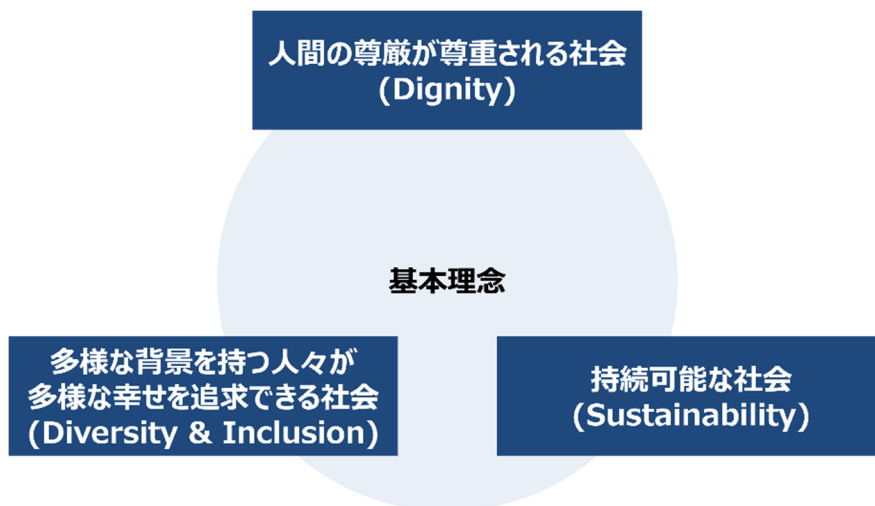 人間の尊厳が尊重される社会
(Dignity)
基本理念
多様な背景を持つ人々が
多様な幸せを追求できる社会
(Diversity & Inclusion)
持続可能な社会
(Sustainability)